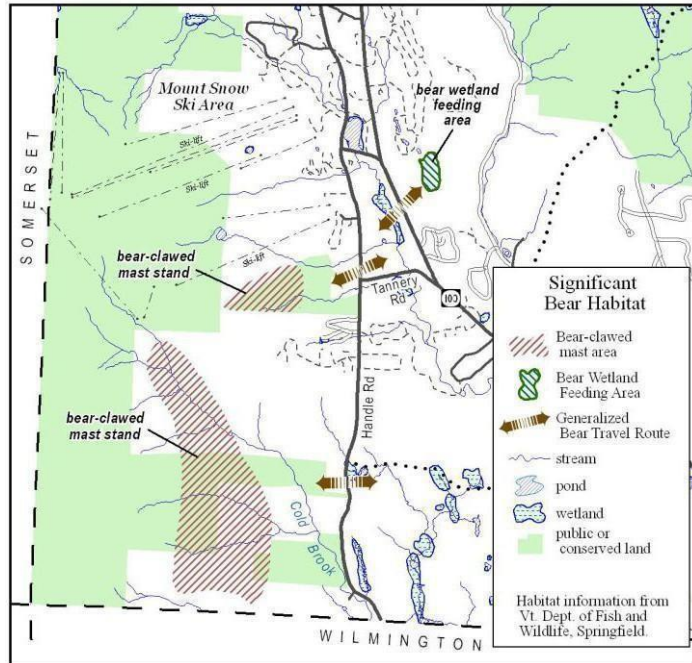 Mount Snow
Ski Area
bear wetland
feeding
area
Ski-lift
Ski-lift
Ski-lift
SOMERSET
bear-clawed
mast stand
Tannery
Rd
Handle Rd
bear-clawed
mast stand
Cold
Brook
WILMINGTON
Significant
Bear Habitat
Bear-clawed
mast area
Bear Wetland
Feeding Area
Generalized
Bear Travel Route
stream
pond
wetland
public or
conserved land
Habitat information from
Vt. Dept. of Fish and
Wildlife, Springfield.